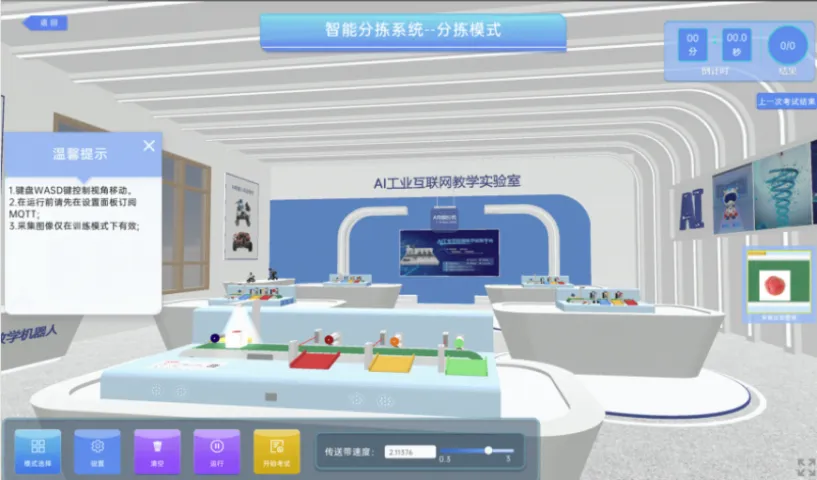 返回
智能分拣系统--分拣模式
00
分
00.0
秒
0/0
倒计时
结果
上一次考试结果
温馨提示
1.键盘WASD键控制视角移动。
2.在运行前请先在设置面板订阅
MQTT;
3.采集图像仅在训练模式下有效;
AI工业互联网教学实验室
AI
教学机器人
模式选择
设置
清空
运行
开始考试
传送带速度:
2.11376
0.3
3